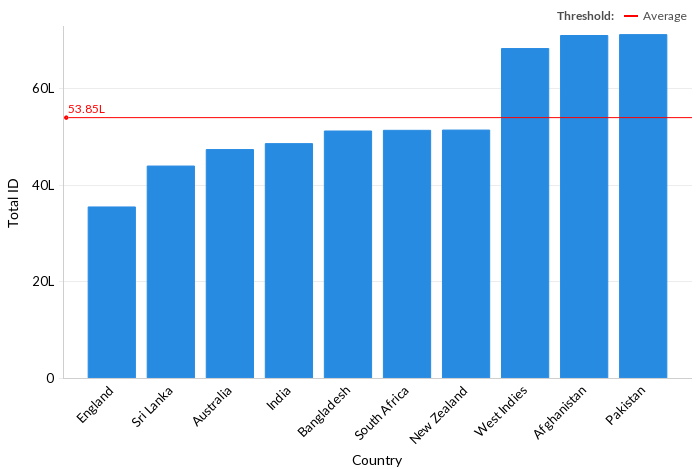 Threshold: Average
53.85L
60L
40L
20L
0
Total ID
England
Sri Lanka
Australia
India
Bangladesh
South Africa
New Zealand
West Indies
Afghanistan
Pakistan
Country